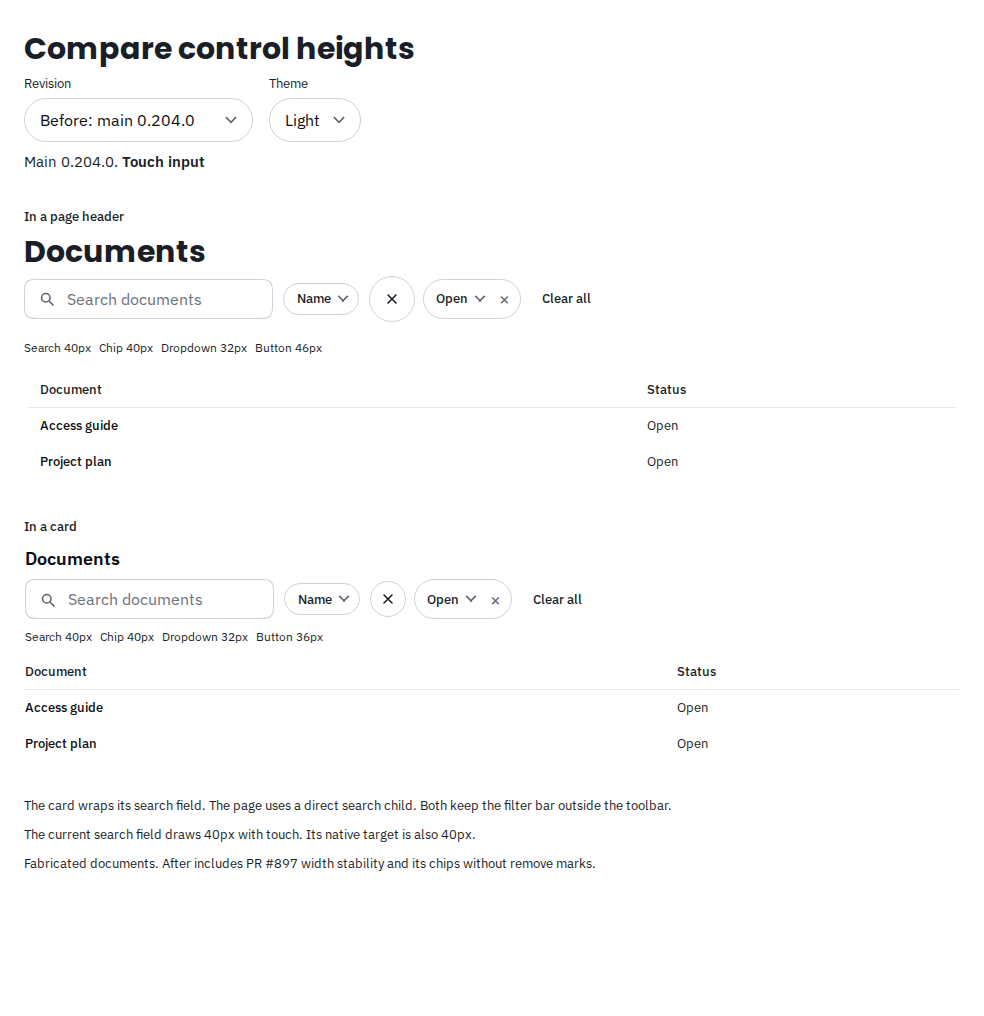 Compare control heights
Revision Theme
Before: main 0.204.0 Light
Main 0.204.0. Touch input
In a page header
Documents
Search documents Name Open Clear all
Search 40px Chip 40px Dropdown 32px Button 46px
Document Status
Access guide Open
Project plan Open
In a card
Documents
Search documents Name Open Clear all
Search 40px Chip 40px Dropdown 32px Button 36px
Document Status
Access guide Open
Project plan Open
The card wraps its search field. The page uses a direct search child. Both keep the filter bar outside the toolbar.
The current search field draws 40px with touch. Its native target is also 40px.
Fabricated documents. After includes PR #897 width stability and its chips without remove marks.